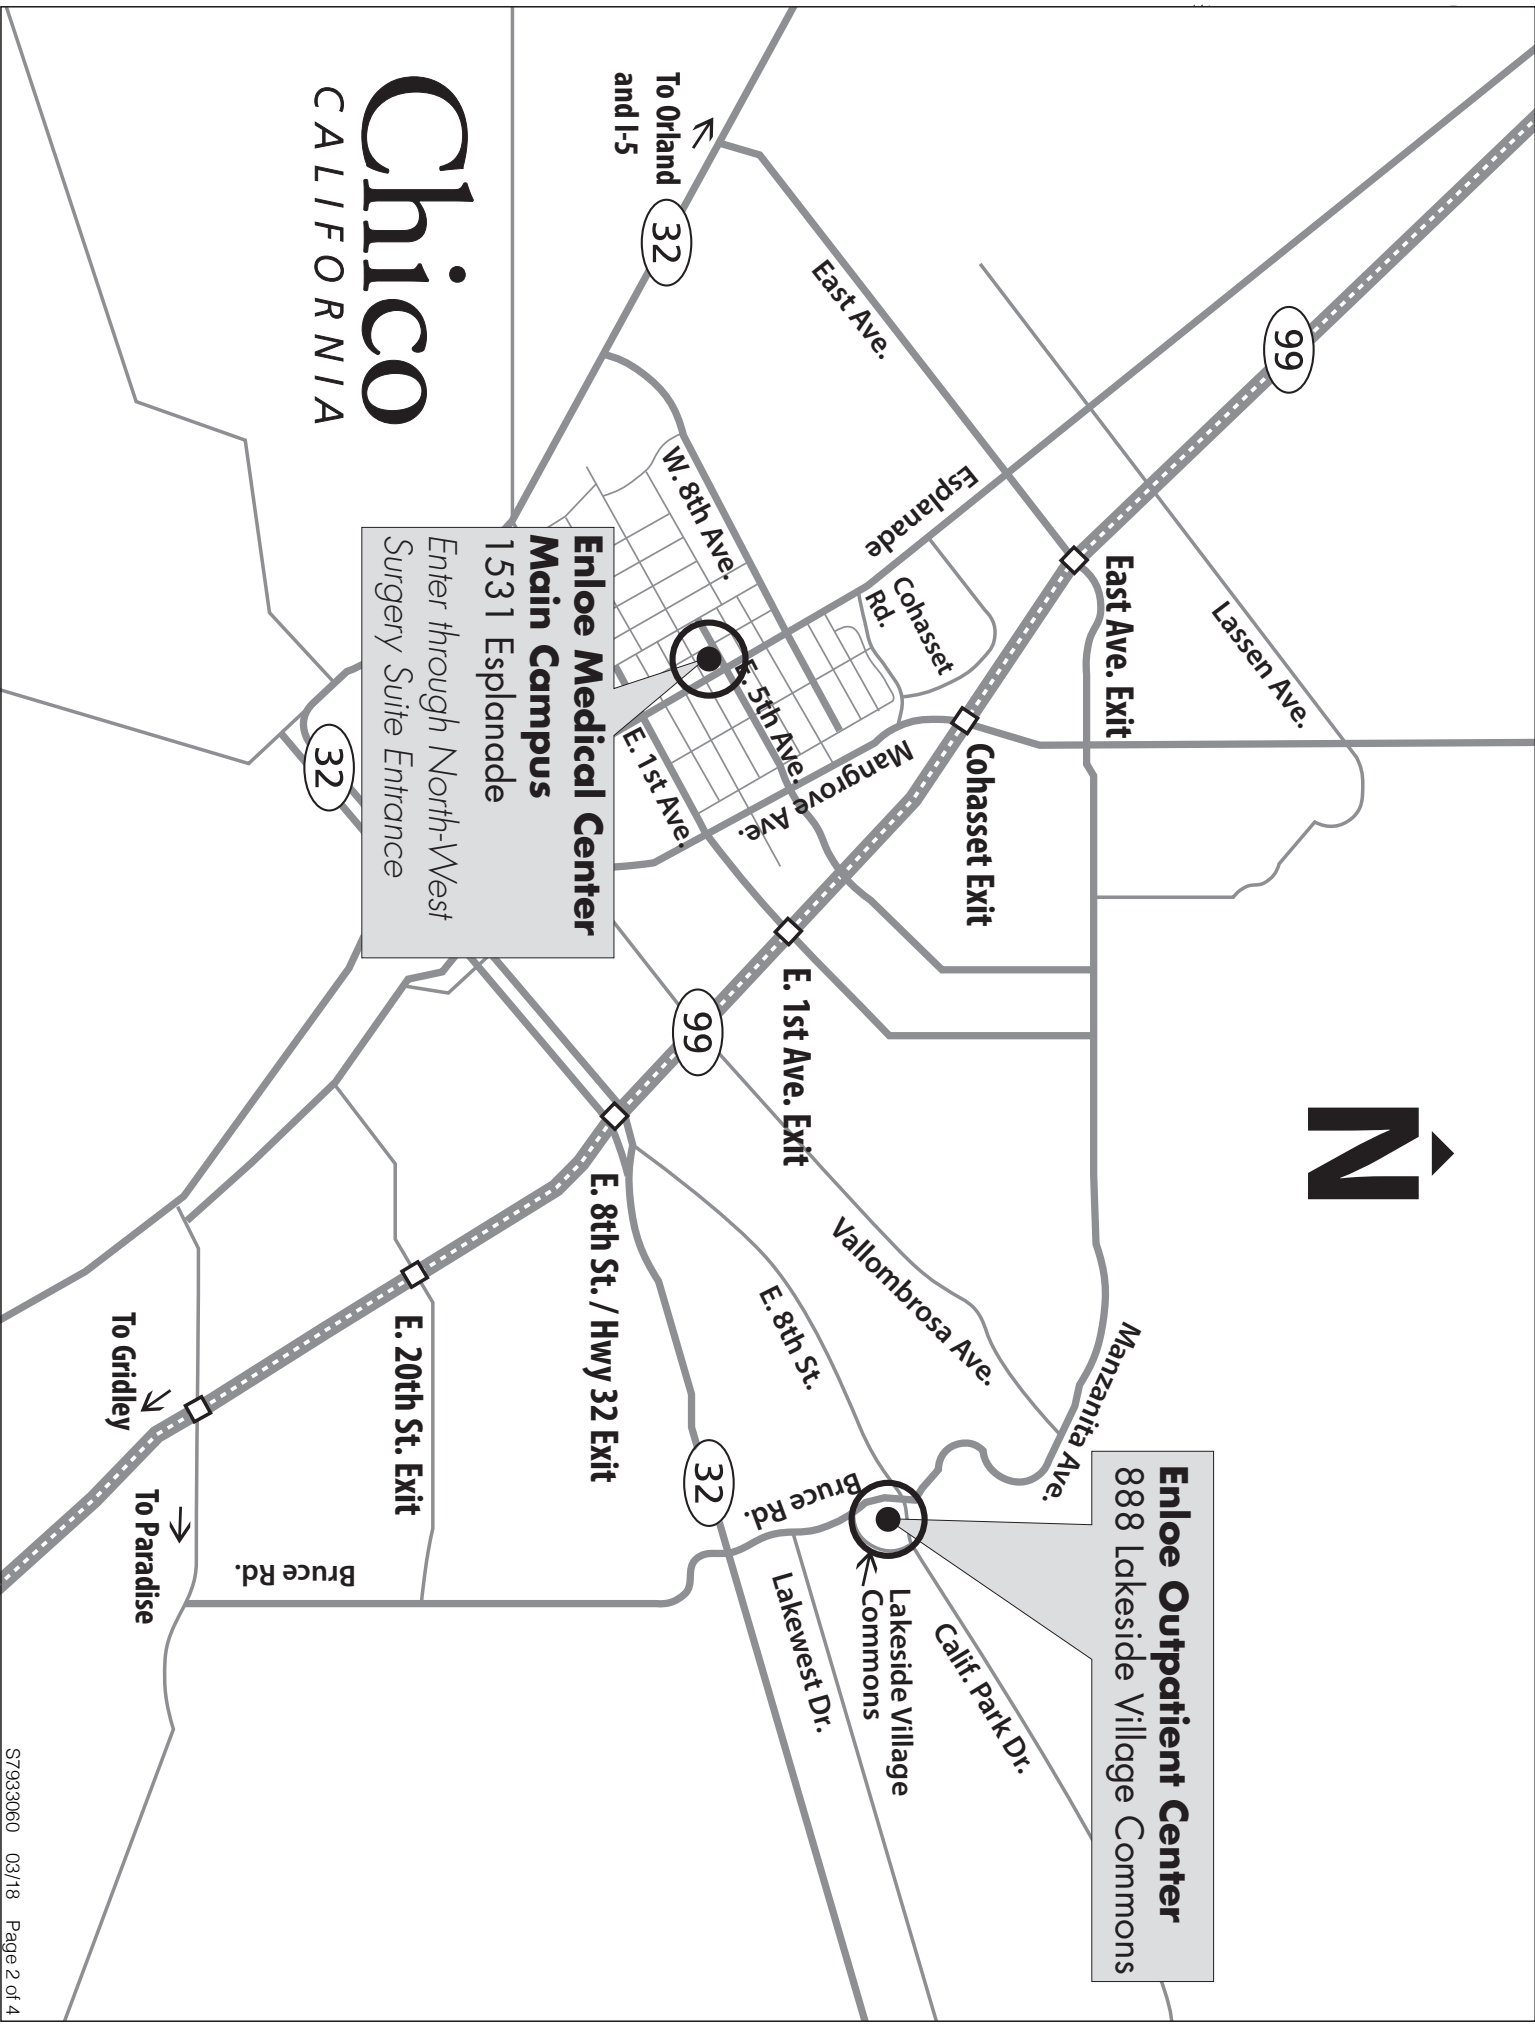 Chico
CALIFORNIA
N
Enloe Outpatient Center
888 Lakeside Village Commons
Enloe Medical Center
Main Campus
1531 Esplanade
Enter through North-West
Surgery Suite Entrance
To Orland
and I-5
32
99
East Ave.
Lassen Ave.
East Ave. Exit
Esplanade
Cohasset
Rd.
W. 8th Ave.
Cohasset Exit
Mangrove Ave.
E. 5th Ave.
E. 1st Ave.
E. 1st Ave. Exit
99
32
Manzanita Ave.
Vallombrosa Ave.
E. 8th St.
E. 8th St. / Hwy 32 Exit
Calif. Park Dr.
Lakeside Village
Commons
Bruce Rd.
32
Lakewest Dr.
E. 20th St. Exit
Bruce Rd.
To Gridley
To Paradise
S7933060 03/18 Page 2 of 4